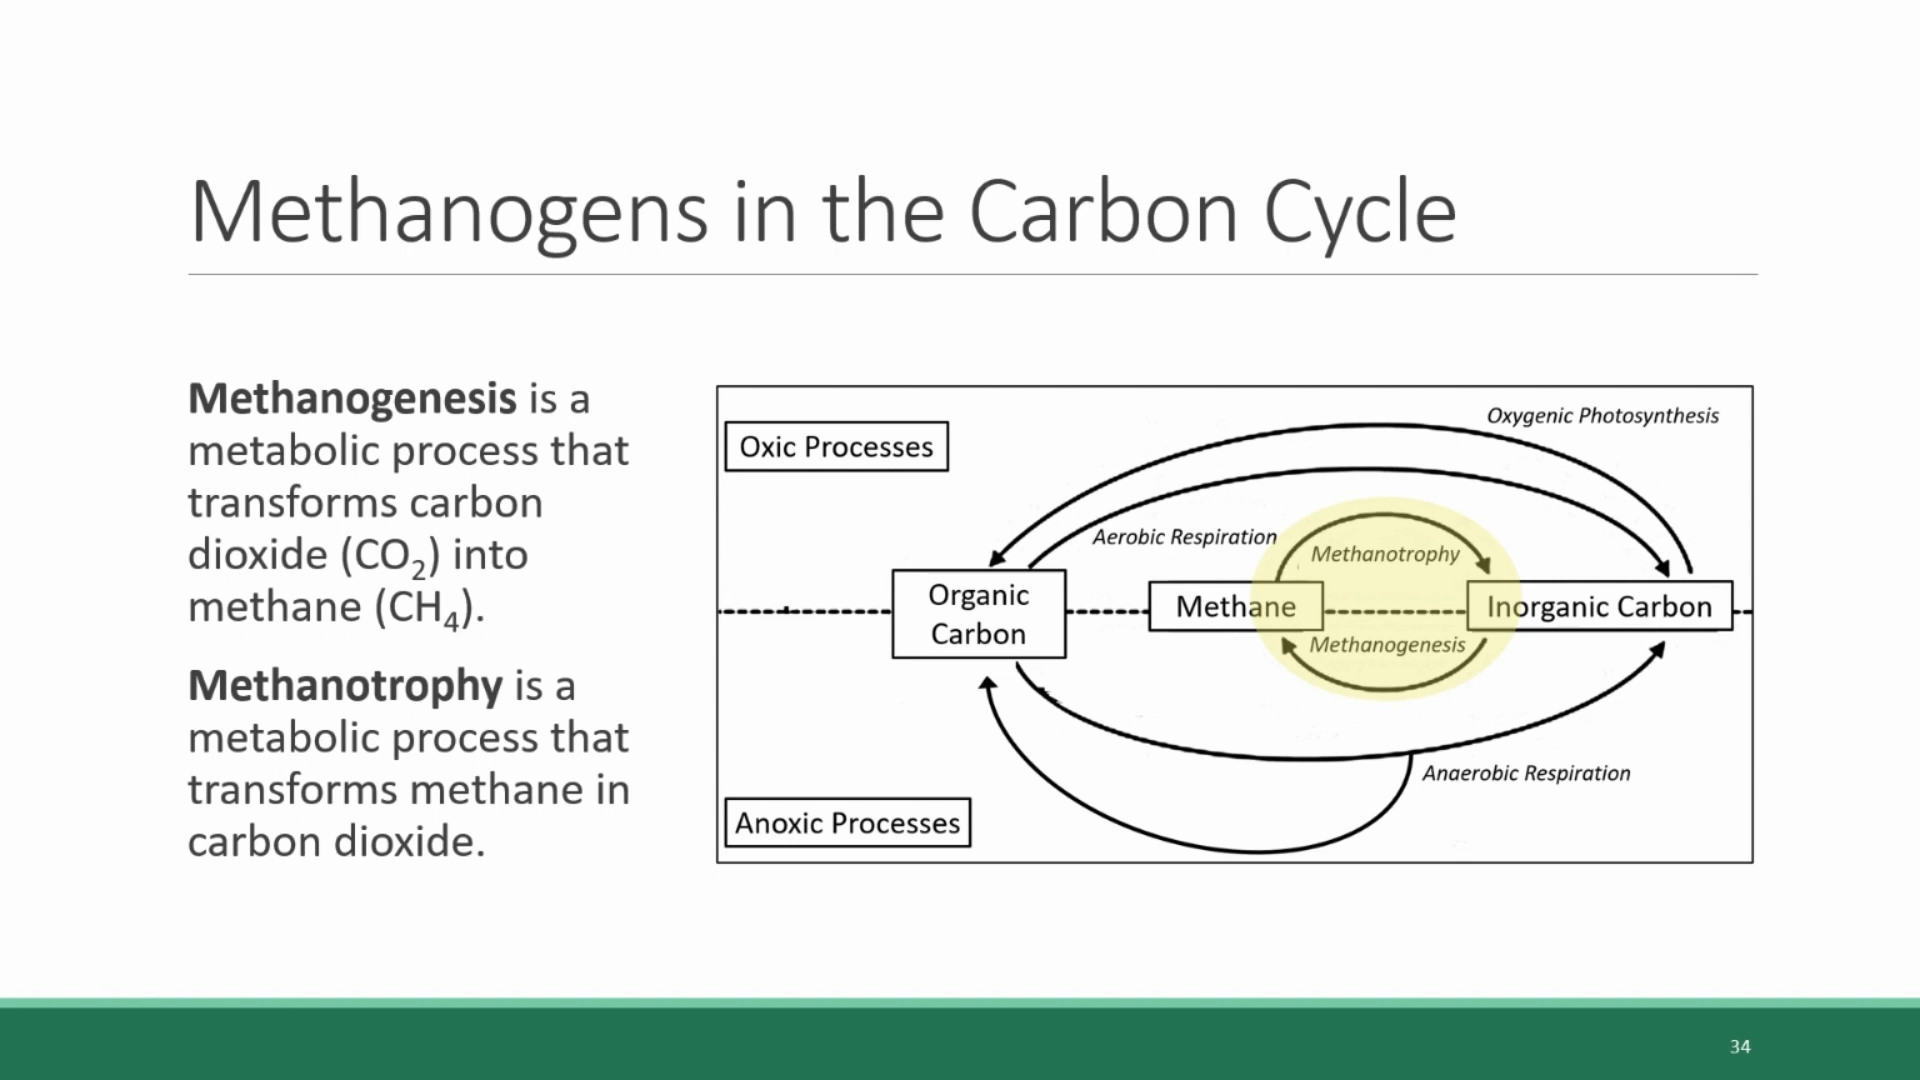 Methanogens in the Carbon Cycle
Methanogenesis is a
metabolic process that
transforms carbon
dioxide (CO₂) into
methane (CH₄).
Methanotrophy is a
metabolic process that
transforms methane in
carbon dioxide.
Oxygenic Photosynthesis
Oxic Processes
Aerobic Respiration
Methanotrophy
Organic
Carbon
Methane
Inorganic Carbon
Methanogenesis
Anaerobic Respiration
Anoxic Processes
34